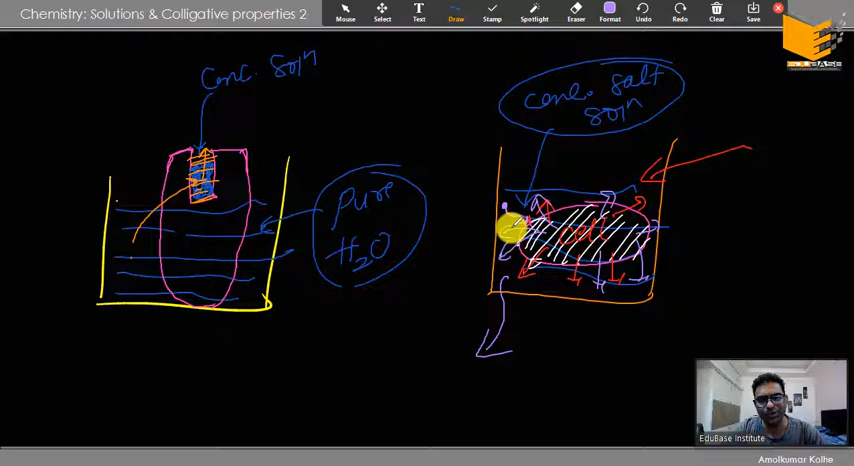 Chemistry: Solutions & Colligative properties 2
Mouse Select Text Draw Stamp Spotlight Eraser Format Undo Redo Clear Save
EDUBASE
Conc. Solⁿ
Conc. Salt
Solⁿ
Pure
H₂O
Cell
EduBase Institute
Amolkumar Kolhe